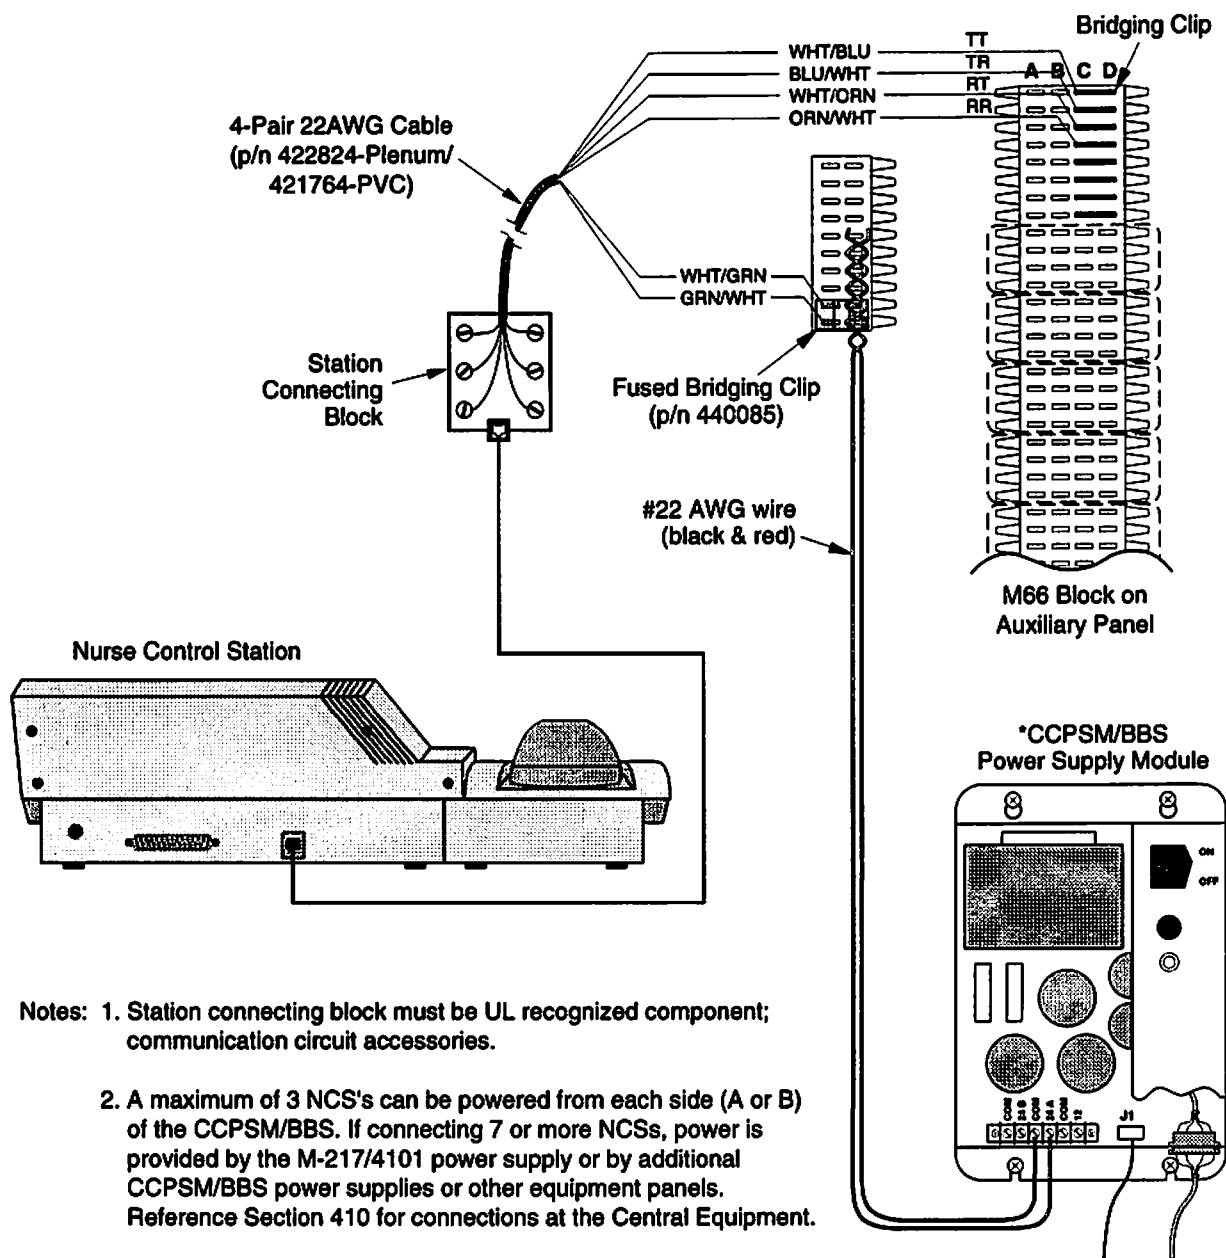 Bridging Clip
WHT/BLU TT
BLU/WHT TR
WHT/ORN RT
ORN/WHT RR
A B C D
4-Pair 22AWG Cable
(p/n 422824-Plenum/
421764-PVC)
WHT/GRN
GRN/WHT
Station
Connecting
Block
Fused Bridging Clip
(p/n 440085)
#22 AWG wire
(black & red)
M66 Block on
Auxiliary Panel
Nurse Control Station
*CCPSM/BBS
Power Supply Module
ON
OFF
COM
24 B
COM
24 A
COM
12
J1
Notes: 1. Station connecting block must be UL recognized component;
communication circuit accessories.
2. A maximum of 3 NCS's can be powered from each side (A or B)
of the CCPSM/BBS. If connecting 7 or more NCSs, power is
provided by the M-217/4101 power supply or by additional
CCPSM/BBS power supplies or other equipment panels.
Reference Section 410 for connections at the Central Equipment.